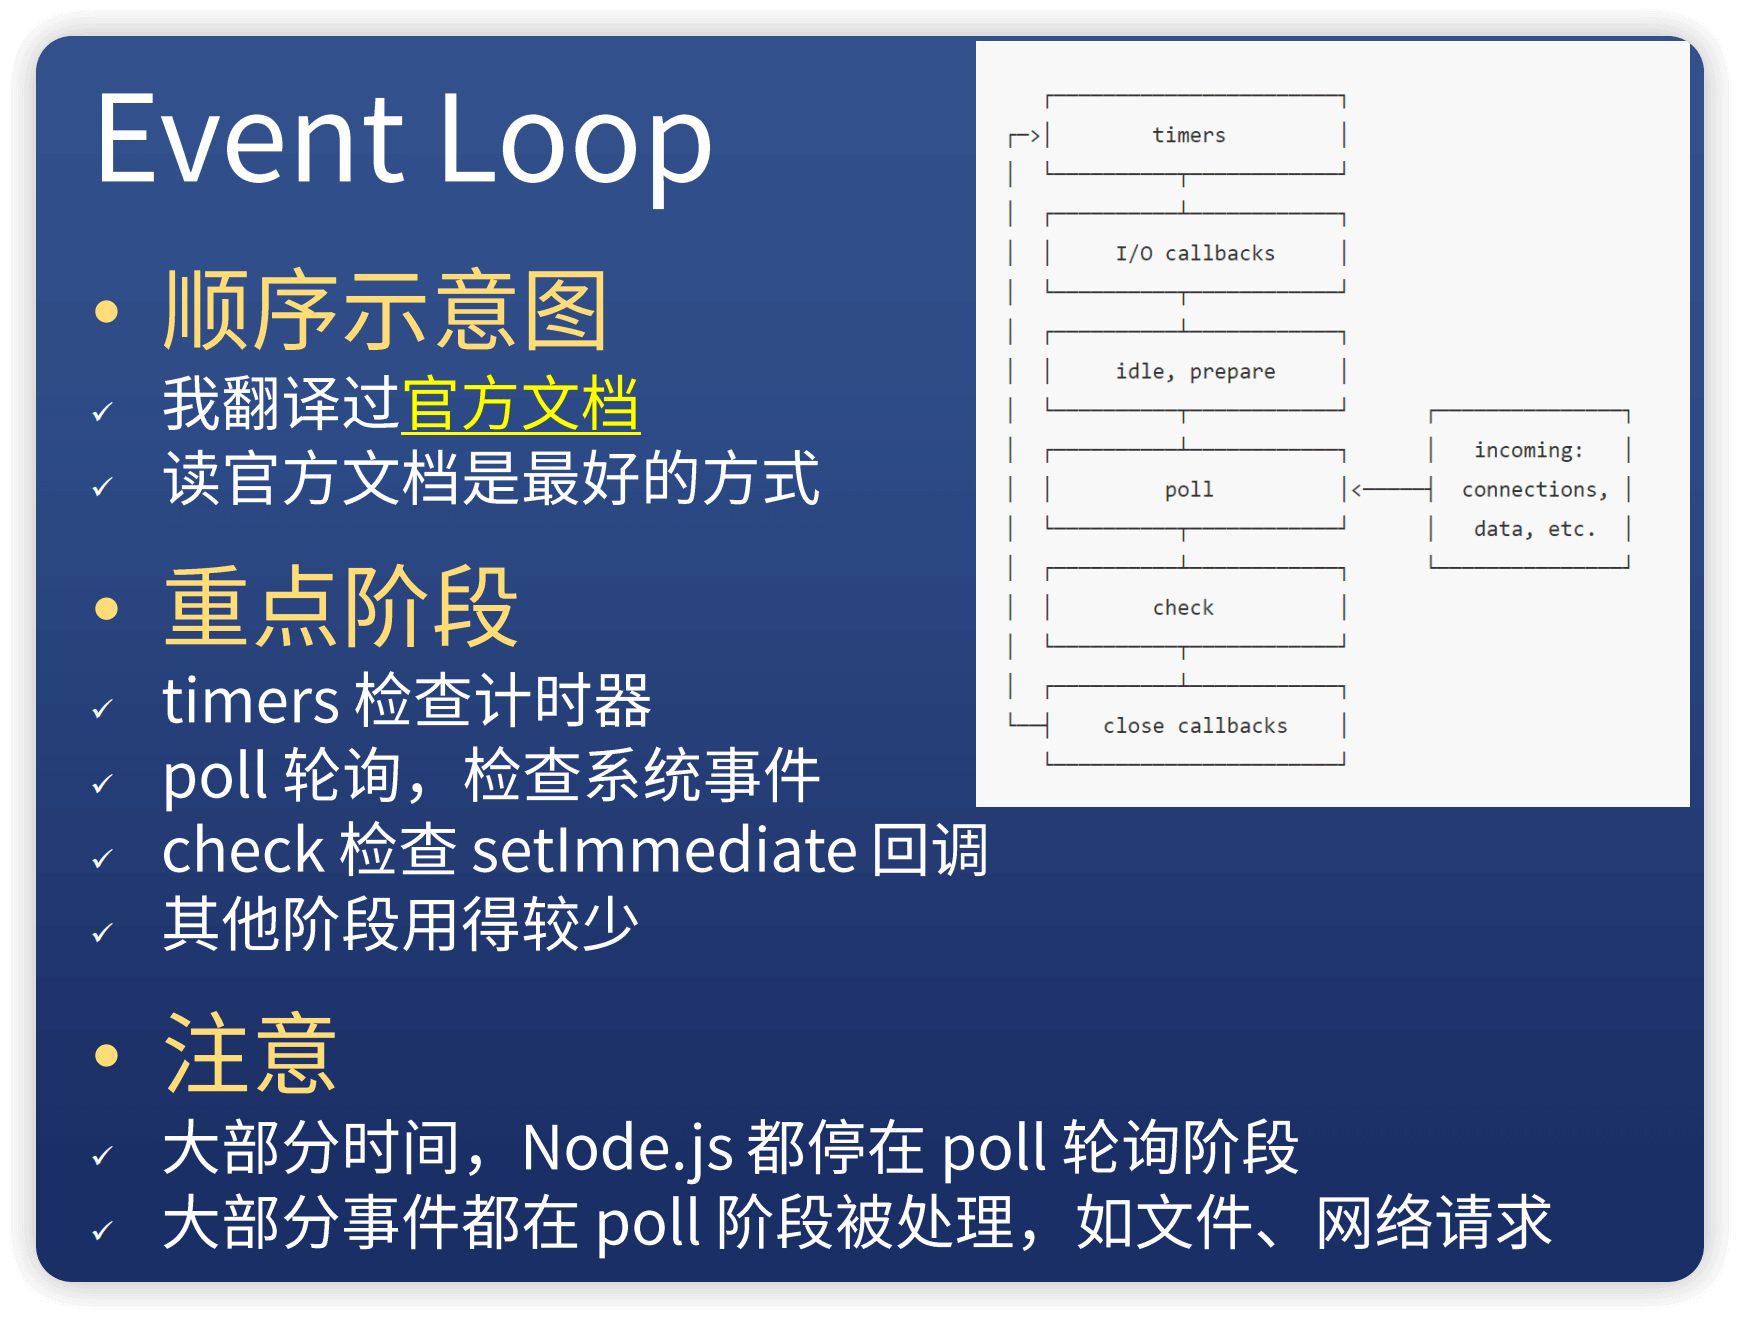 Event Loop
• 顺序示意图
✓ 我翻译过官方文档
✓ 读官方文档是最好的方式
• 重点阶段
✓ timers 检查计时器
✓ poll 轮询，检查系统事件
✓ check 检查 setImmediate 回调
✓ 其他阶段用得较少
• 注意
✓ 大部分时间，Node.js 都停在 poll 轮询阶段
✓ 大部分事件都在 poll 阶段被处理，如文件、网络请求
timers
I/O callbacks
idle, prepare
poll
check
close callbacks
incoming:
connections,
data, etc.